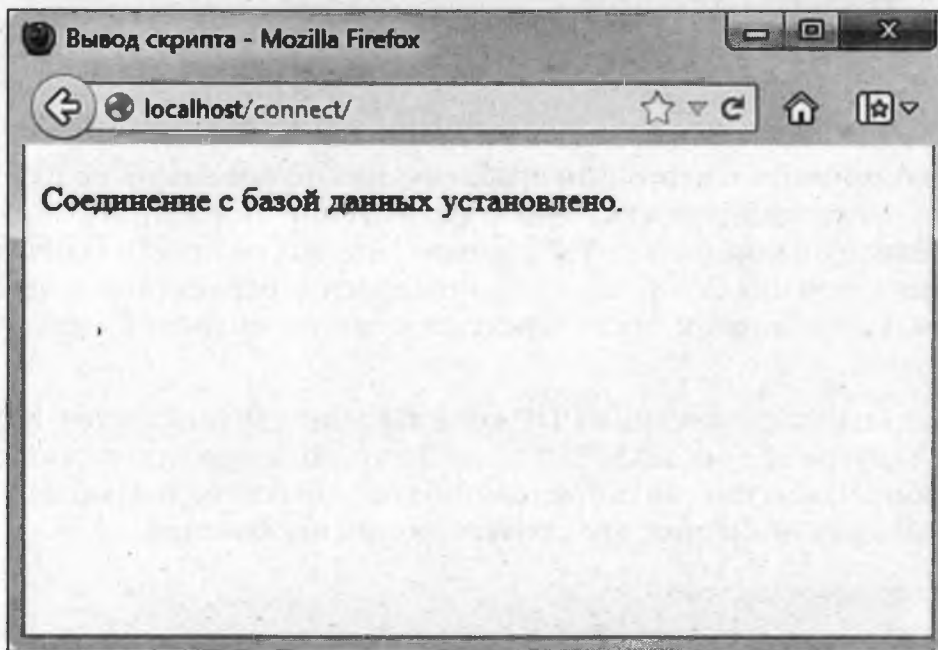 Вывод скрипта - Mozilla Firefox
localhost/connect/
Соединение с базой данных установлено.